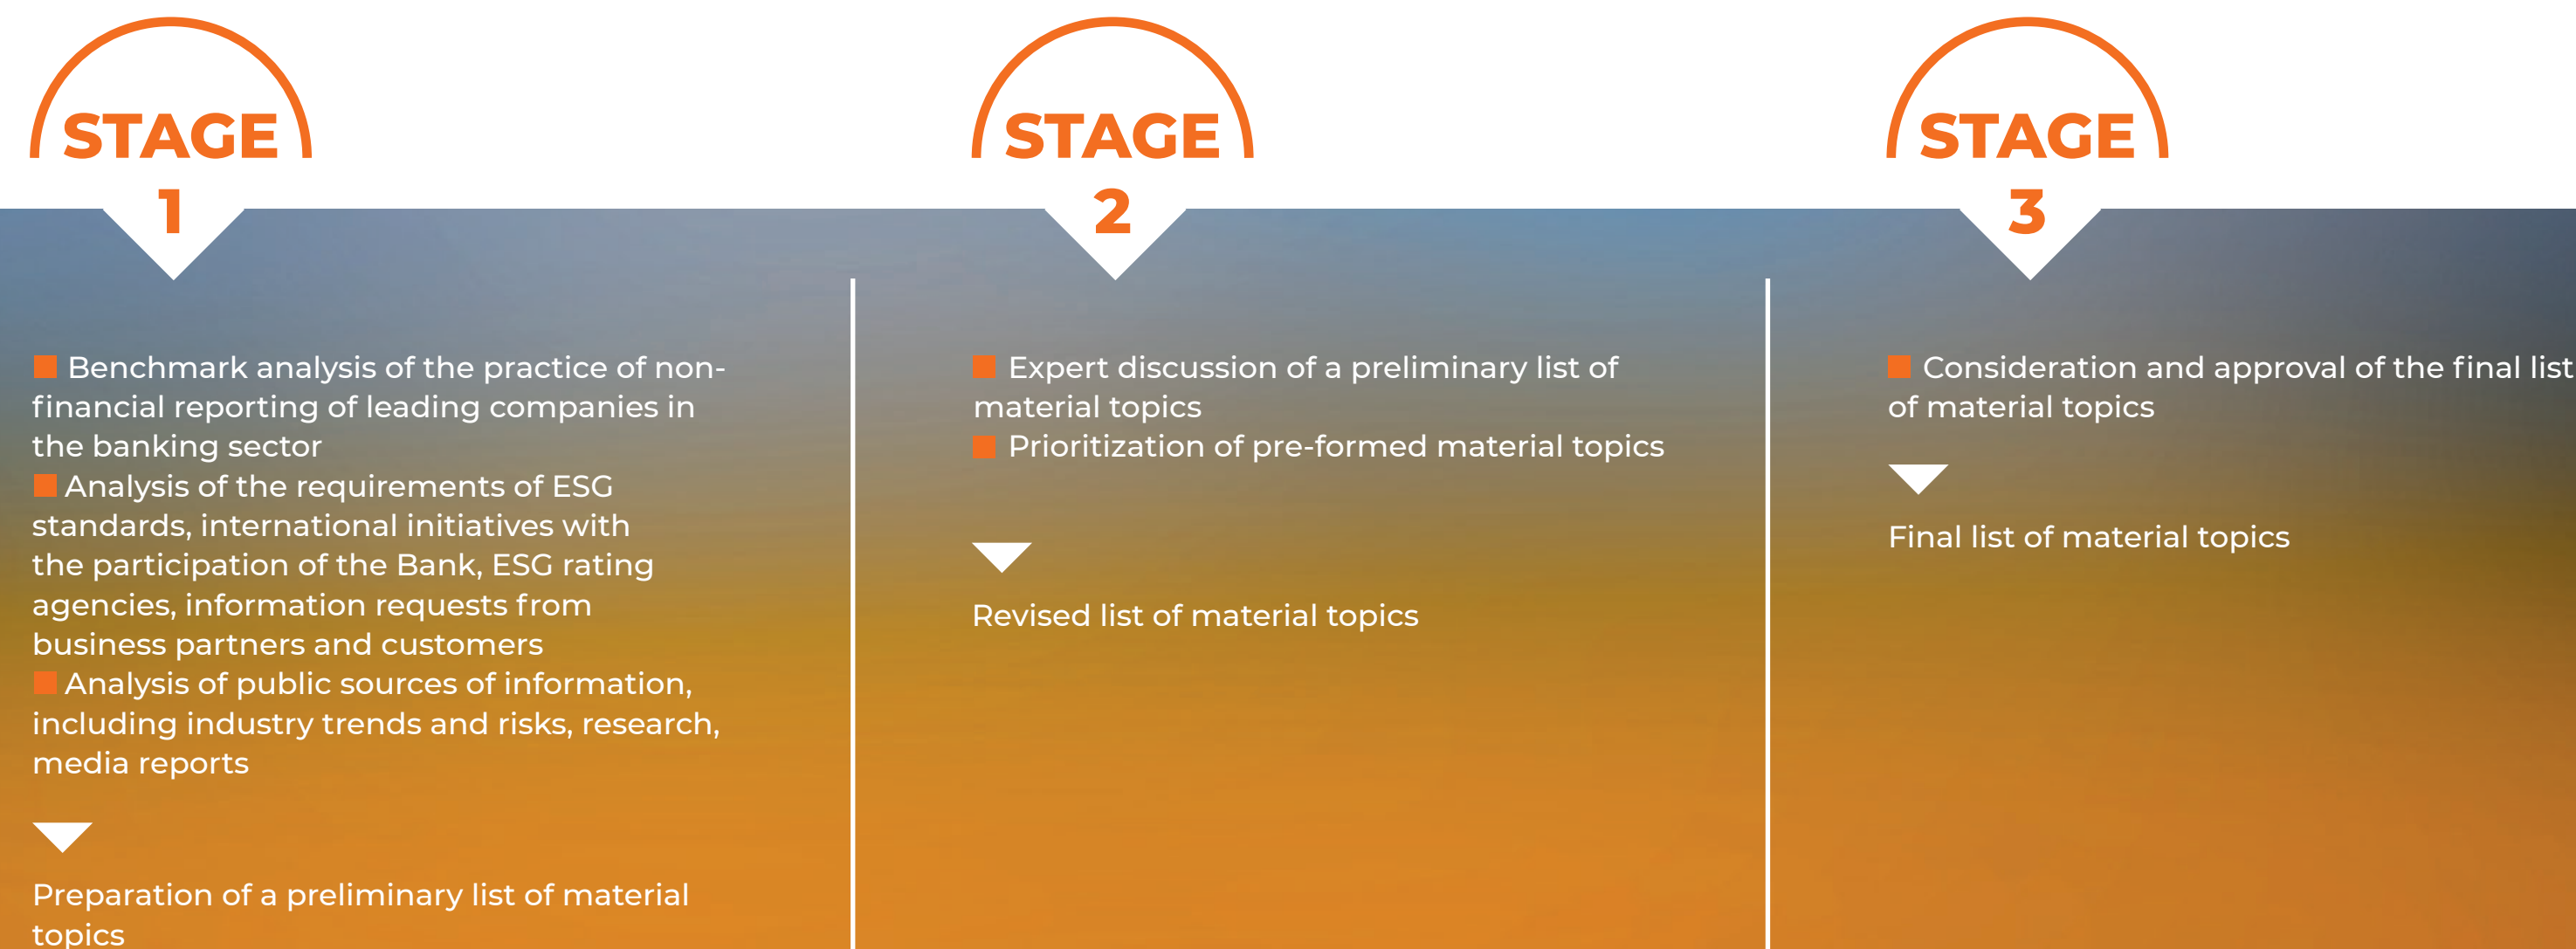 STAGE
1
Benchmark analysis of the practice of non-
financial reporting of leading companies in
the banking sector
Analysis of the requirements of ESG
standards, international initiatives with
the participation of the Bank, ESG rating
agencies, information requests from
business partners and customers
Analysis of public sources of information,
including industry trends and risks, research,
media reports
Preparation of a preliminary list of material
topics
STAGE
2
Expert discussion of a preliminary list of
material topics
Prioritization of pre-formed material topics
Revised list of material topics
STAGE
3
Consideration and approval of the final list
of material topics
Final list of material topics